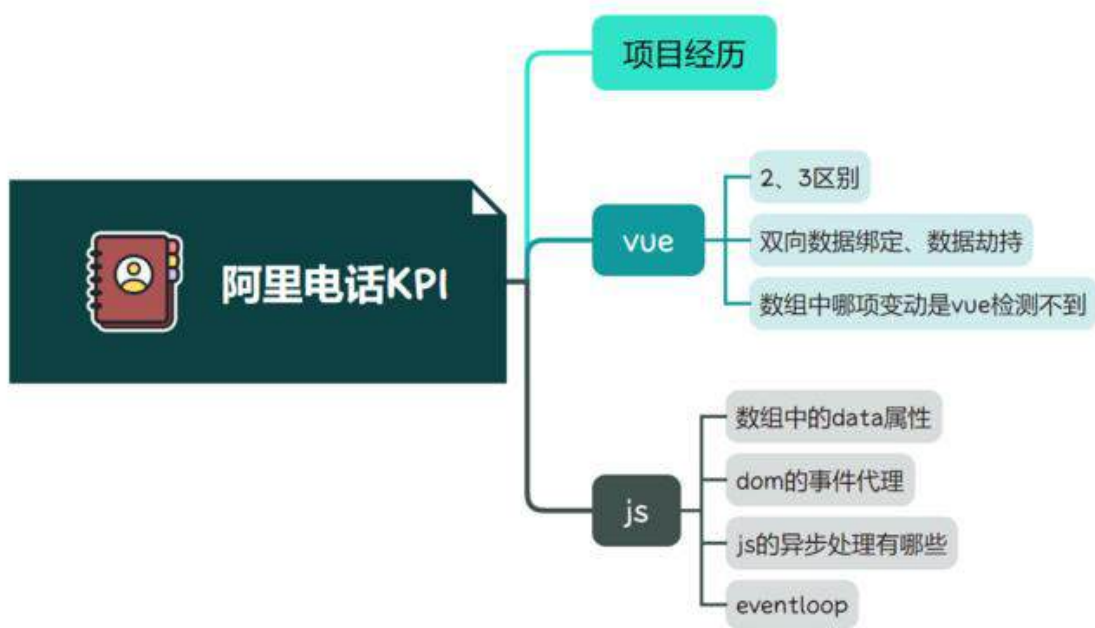 阿里电话KPI
项目经历
vue
2、3区别
双向数据绑定、数据劫持
数组中哪项变动是vue检测不到
js
数组中的data属性
dom的事件代理
js的异步处理有哪些
eventloop